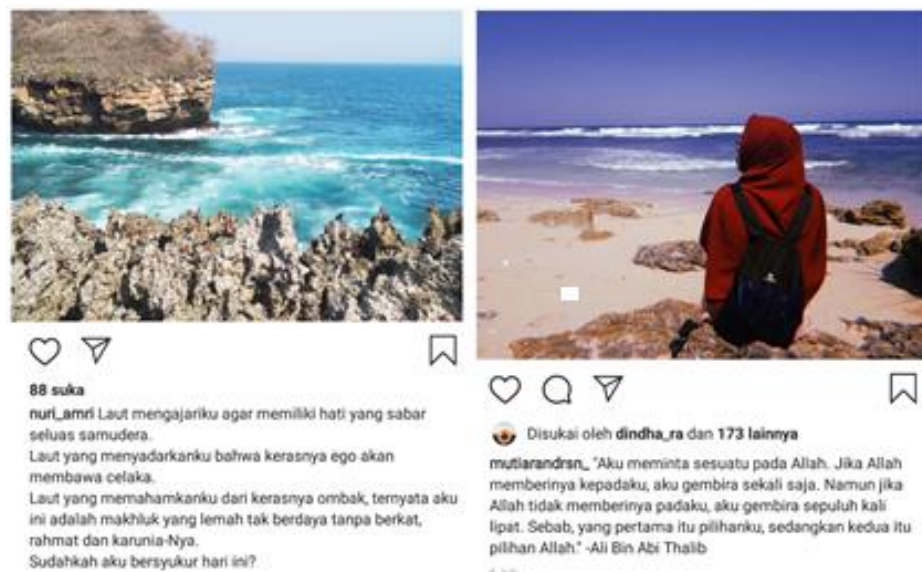 88 suka
nuri_amri Laut mengajariku agar memiliki hati yang sabar
seluas samudera.
Laut yang menyadarkanku bahwa kerasnya ego akan
membawa celaka.
Laut yang memahamkanku dari kerasnya ombak, ternyata aku
ini adalah makhluk yang lemah tak berdaya tanpa berkat,
rahmat dan karunia-Nya.
Sudahkah aku bersyukur hari ini?
Disukai oleh dindha_ra dan 173 lainnya
mutiarandrsn_ "Aku meminta sesuatu pada Allah. Jika Allah
memberinya kepadaku, aku gembira sekali saja. Namun jika
Allah tidak memberinya padaku, aku gembira sepuluh kali
lipat. Sebab, yang pertama itu pilihanku, sedangkan kedua itu
pilihan Allah." -Ali Bin Abi Thalib